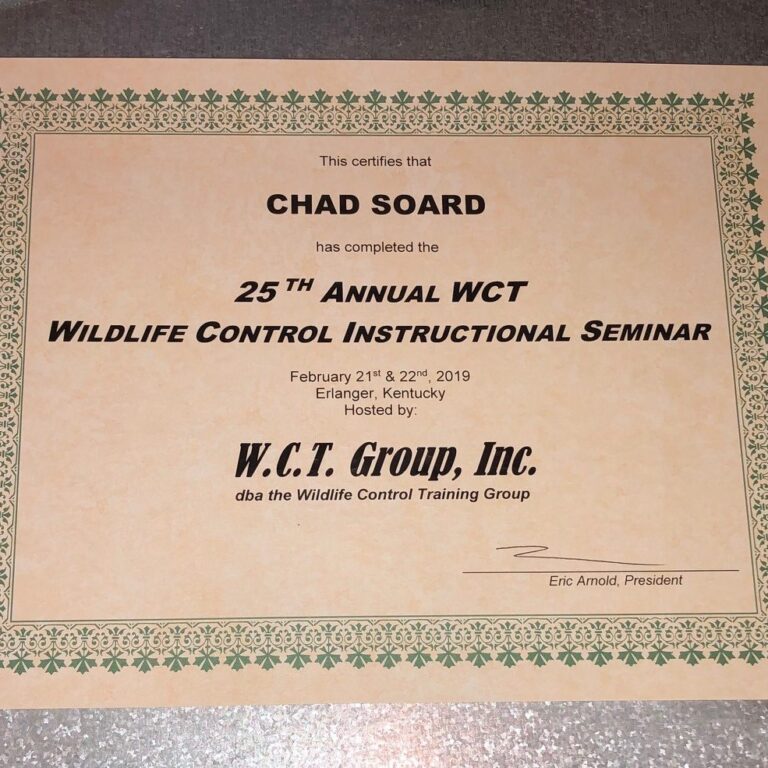 This certifies that
CHAD SOARD
has completed the
25TH ANNUAL WCT
WILDLIFE CONTROL INSTRUCTIONAL SEMINAR
February 21st & 22nd, 2019
Erlanger, Kentucky
Hosted by:
W.C.T. Group, Inc.
dba the Wildlife Control Training Group
Eric Arnold, President